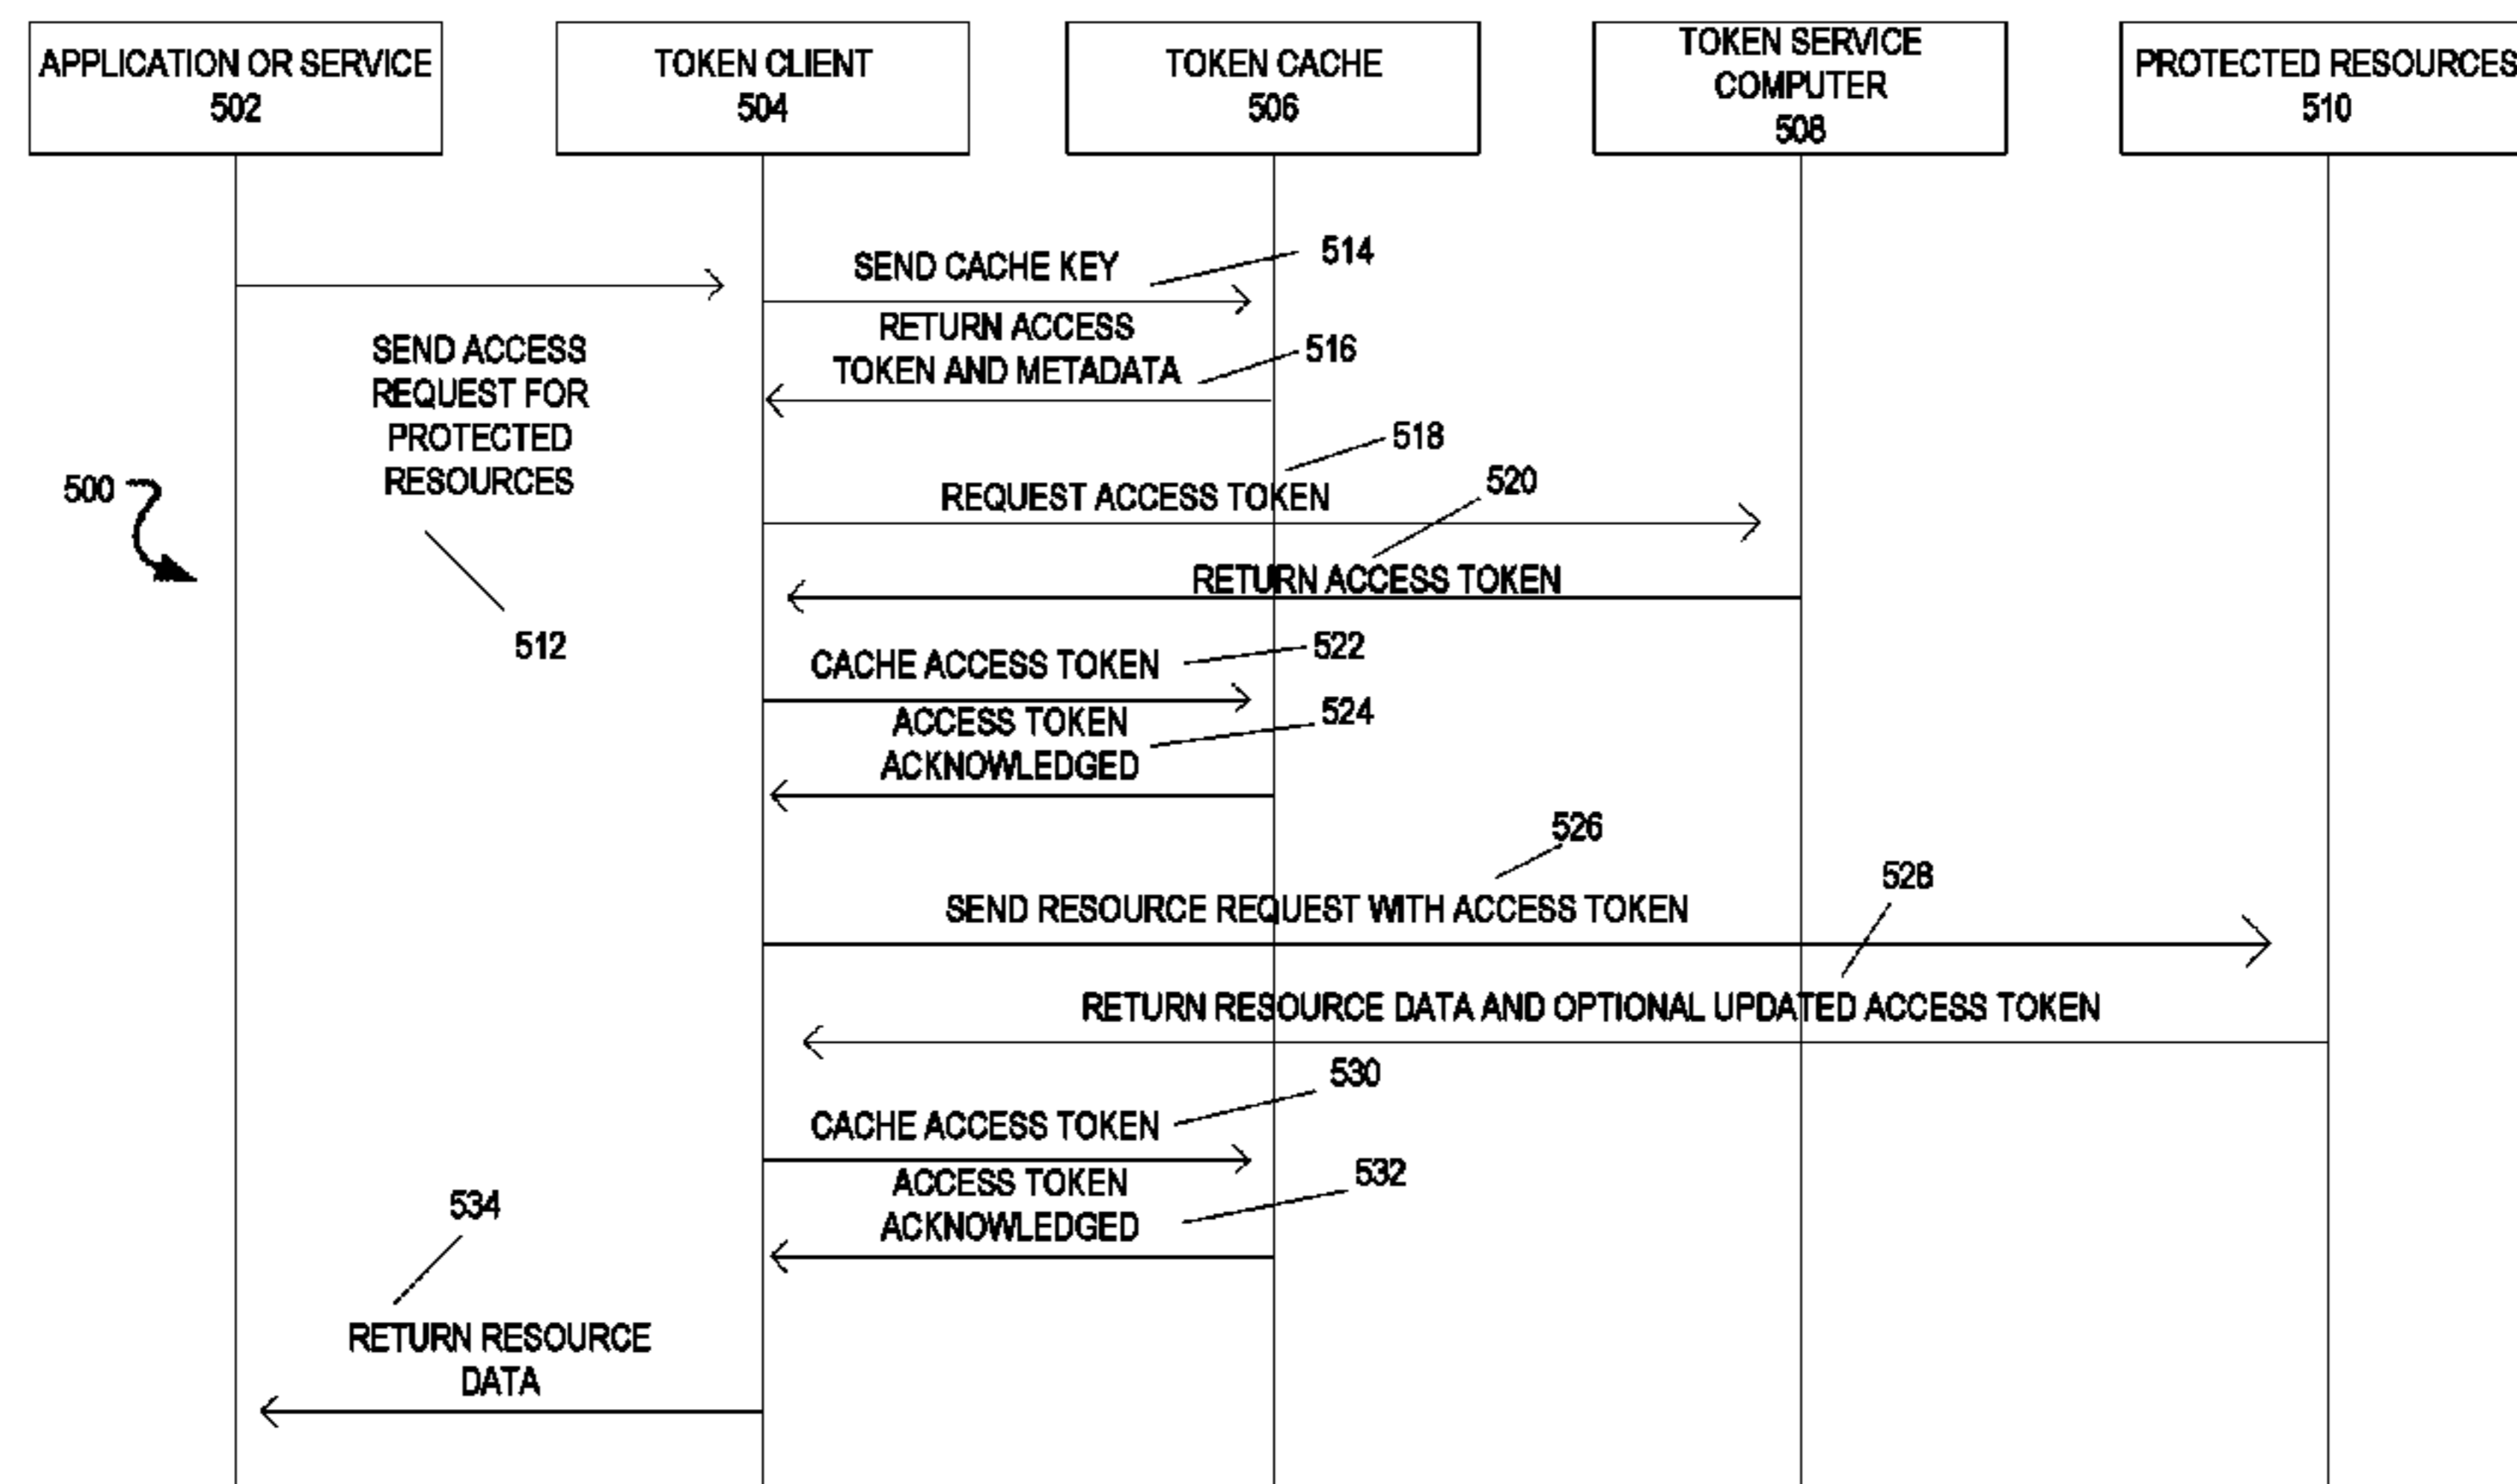 APPLICATION OR SERVICE
502
TOKEN CLIENT
504
TOKEN CACHE
506
TOKEN SERVICE
COMPUTER
508
PROTECTED RESOURCES
510
SEND CACHE KEY
514
RETURN ACCESS
TOKEN AND METADATA
516
SEND ACCESS
REQUEST FOR
PROTECTED
RESOURCES
512
500
518
REQUEST ACCESS TOKEN
520
RETURN ACCESS TOKEN
522
CACHE ACCESS TOKEN
524
ACCESS TOKEN
ACKNOWLEDGED
526
SEND RESOURCE REQUEST WITH ACCESS TOKEN
528
RETURN RESOURCE DATA AND OPTIONAL UPDATED ACCESS TOKEN
530
CACHE ACCESS TOKEN
532
ACCESS TOKEN
ACKNOWLEDGED
534
RETURN RESOURCE
DATA